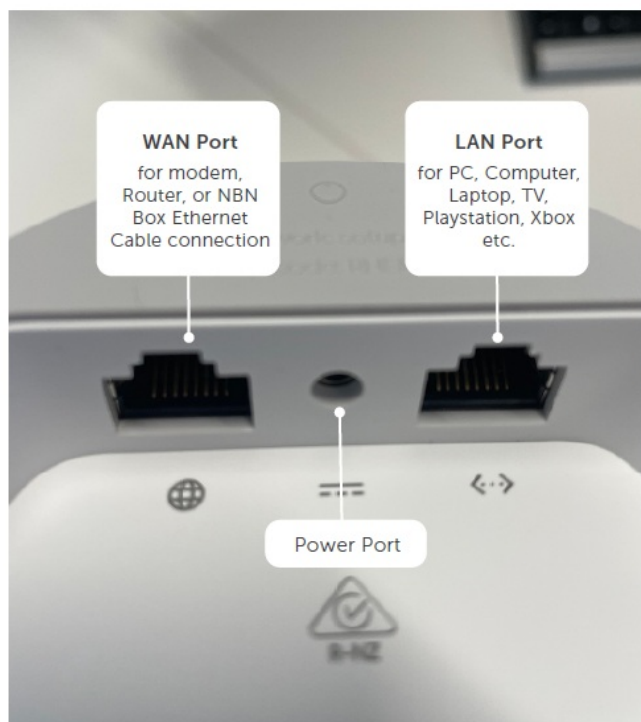 WAN Port
for modem,
Router, or NBN
Box Ethernet
Cable connection
LAN Port
for PC, Computer,
Laptop, TV,
Playstation, Xbox
etc.
Power Port
R-NZ